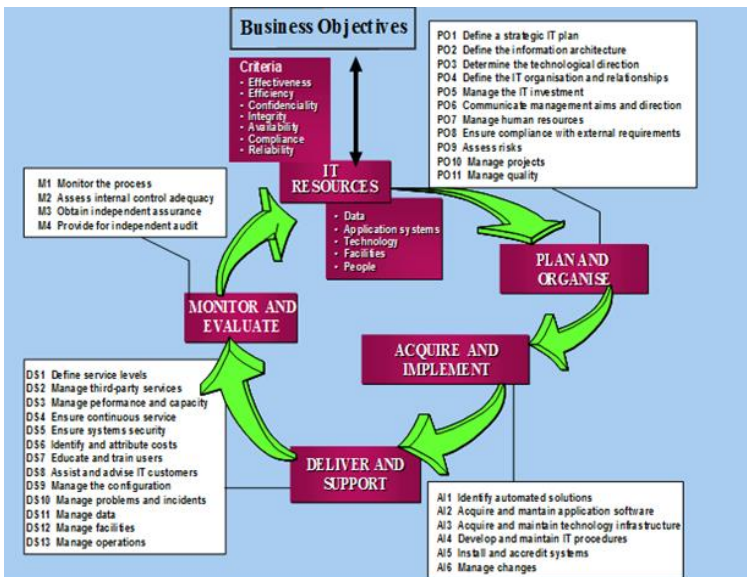 Business Objectives
Criteria
- Effectiveness
- Efficiency
- Confidenciality
- Integrity
- Availability
- Compliance
- Reliability
IT
RESOURCES
- Data
- Application systems
- Technology
- Facilities
- People
PO1 Define a strategic IT plan
PO2 Define the information architecture
PO3 Determine the technological direction
PO4 Define the IT organisation and relationships
PO5 Manage the IT investment
PO6 Communicate management aims and direction
PO7 Manage human resources
PO8 Ensure compliance with external requirements
PO9 Assess risks
PO10 Manage projects
PO11 Manage quality
PLAN AND
ORGANISE
M1 Monitor the process
M2 Assess internal control adequacy
M3 Obtain independent assurance
M4 Provide for independent audit
MONITOR AND
EVALUATE
ACQUIRE AND
IMPLEMENT
DS1 Define service levels
DS2 Manage third-party services
DS3 Manage peformance and capacity
DS4 Ensure continuous service
DS5 Ensure systems security
DS6 Identify and attribute costs
DS7 Educate and train users
DS8 Assist and advise IT customers
DS9 Manage the configuration
DS10 Manage problems and incidents
DS11 Manage data
DS12 Manage facilities
DS13 Manage operations
DELIVER AND
SUPPORT
AI1 Identify automated solutions
AI2 Acquire and mantain application software
AI3 Acquire and maintain technology infrastructure
AI4 Develop and maintain IT procedures
AI5 Install and accredit systems
AI6 Manage changes